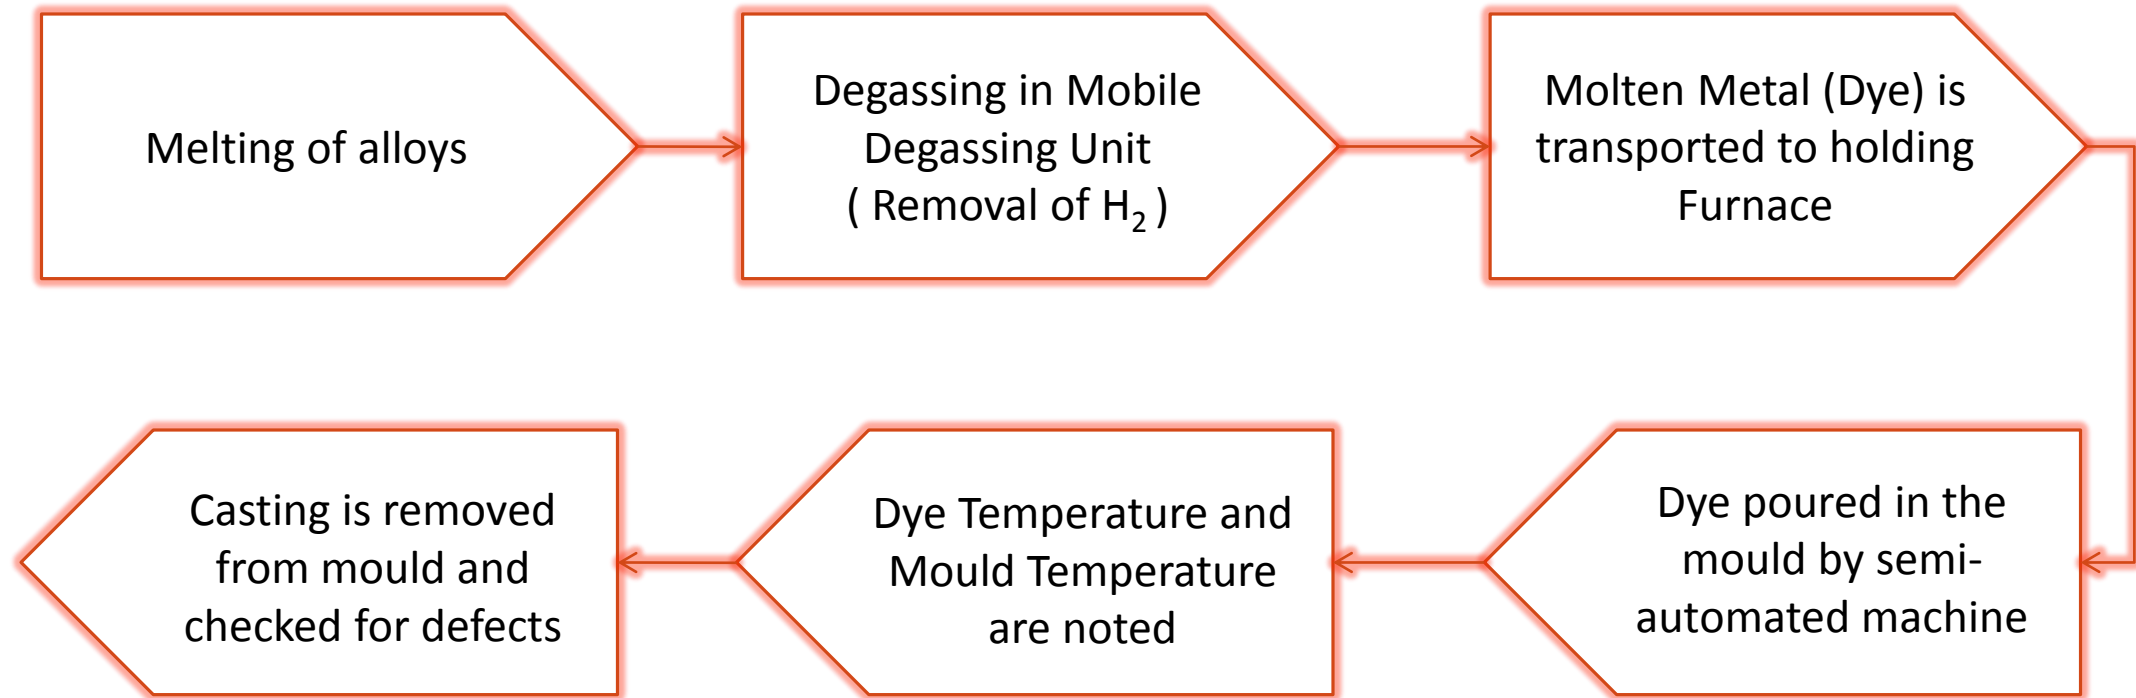 Melting of alloys
Degassing in Mobile
Degassing Unit
( Removal of H₂ )
Molten Metal (Dye) is
transported to holding
Furnace
Dye poured in the
mould by semi-
automated machine
Dye Temperature and
Mould Temperature
are noted
Casting is removed
from mould and
checked for defects